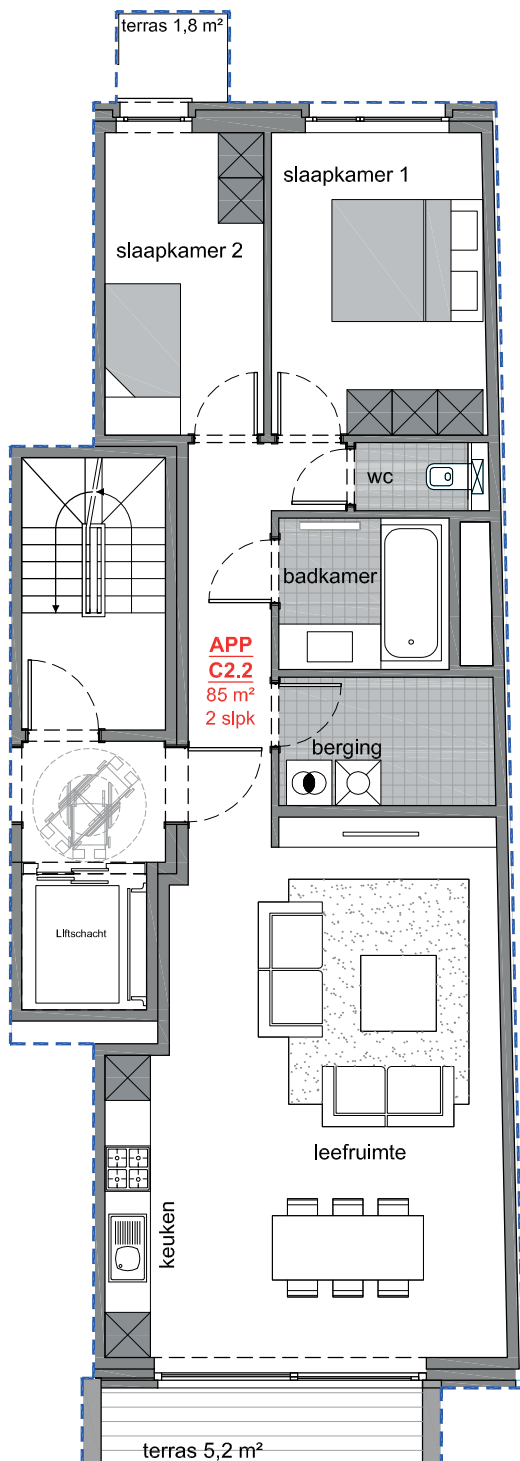 terras 1,8 m²
slaapkamer 1
slaapkamer 2
wc
badkamer
APP
C2.2
85 m²
2 slpk
berging
LIftschacht
leefruimte
keuken
terras 5,2 m²